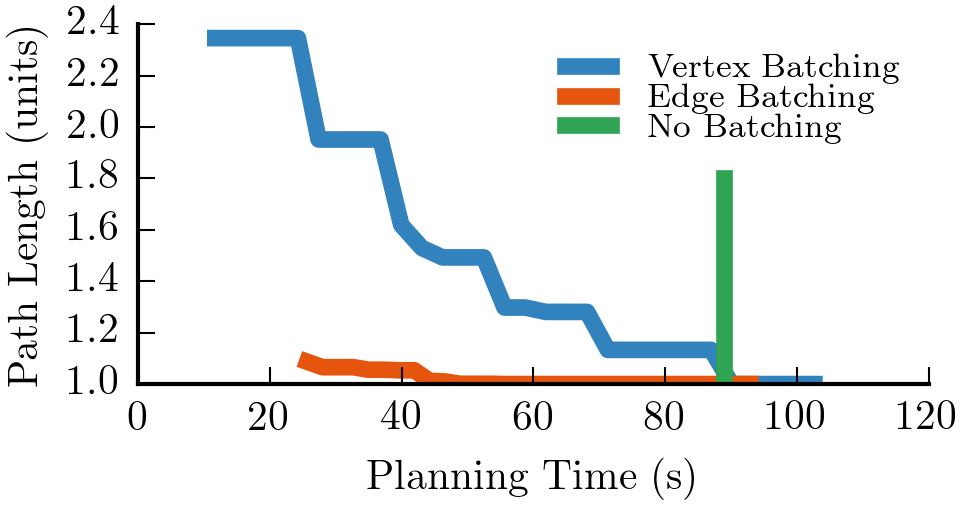 Path Length (units)
2.4
2.2
2.0
1.8
1.6
1.4
1.2
1.0
Vertex Batching
Edge Batching
No Batching
0 20 40 60 80 100 120
Planning Time (s)